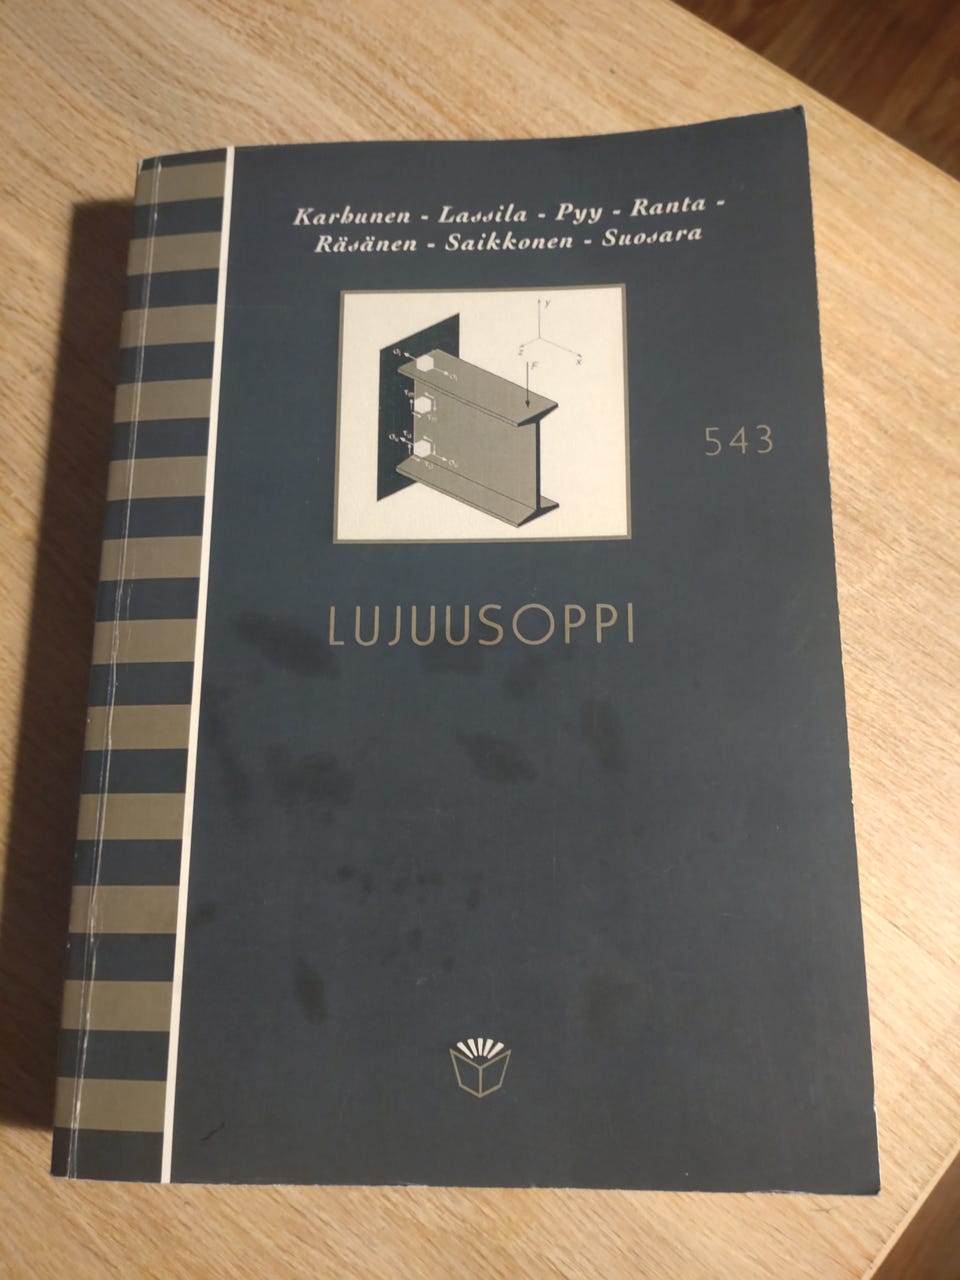 Karhunen - Lassila - Pyy - Ranta -
Räsänen - Saikkonen - Suosara
y
z
x
F
543
LUJUUSOPPI